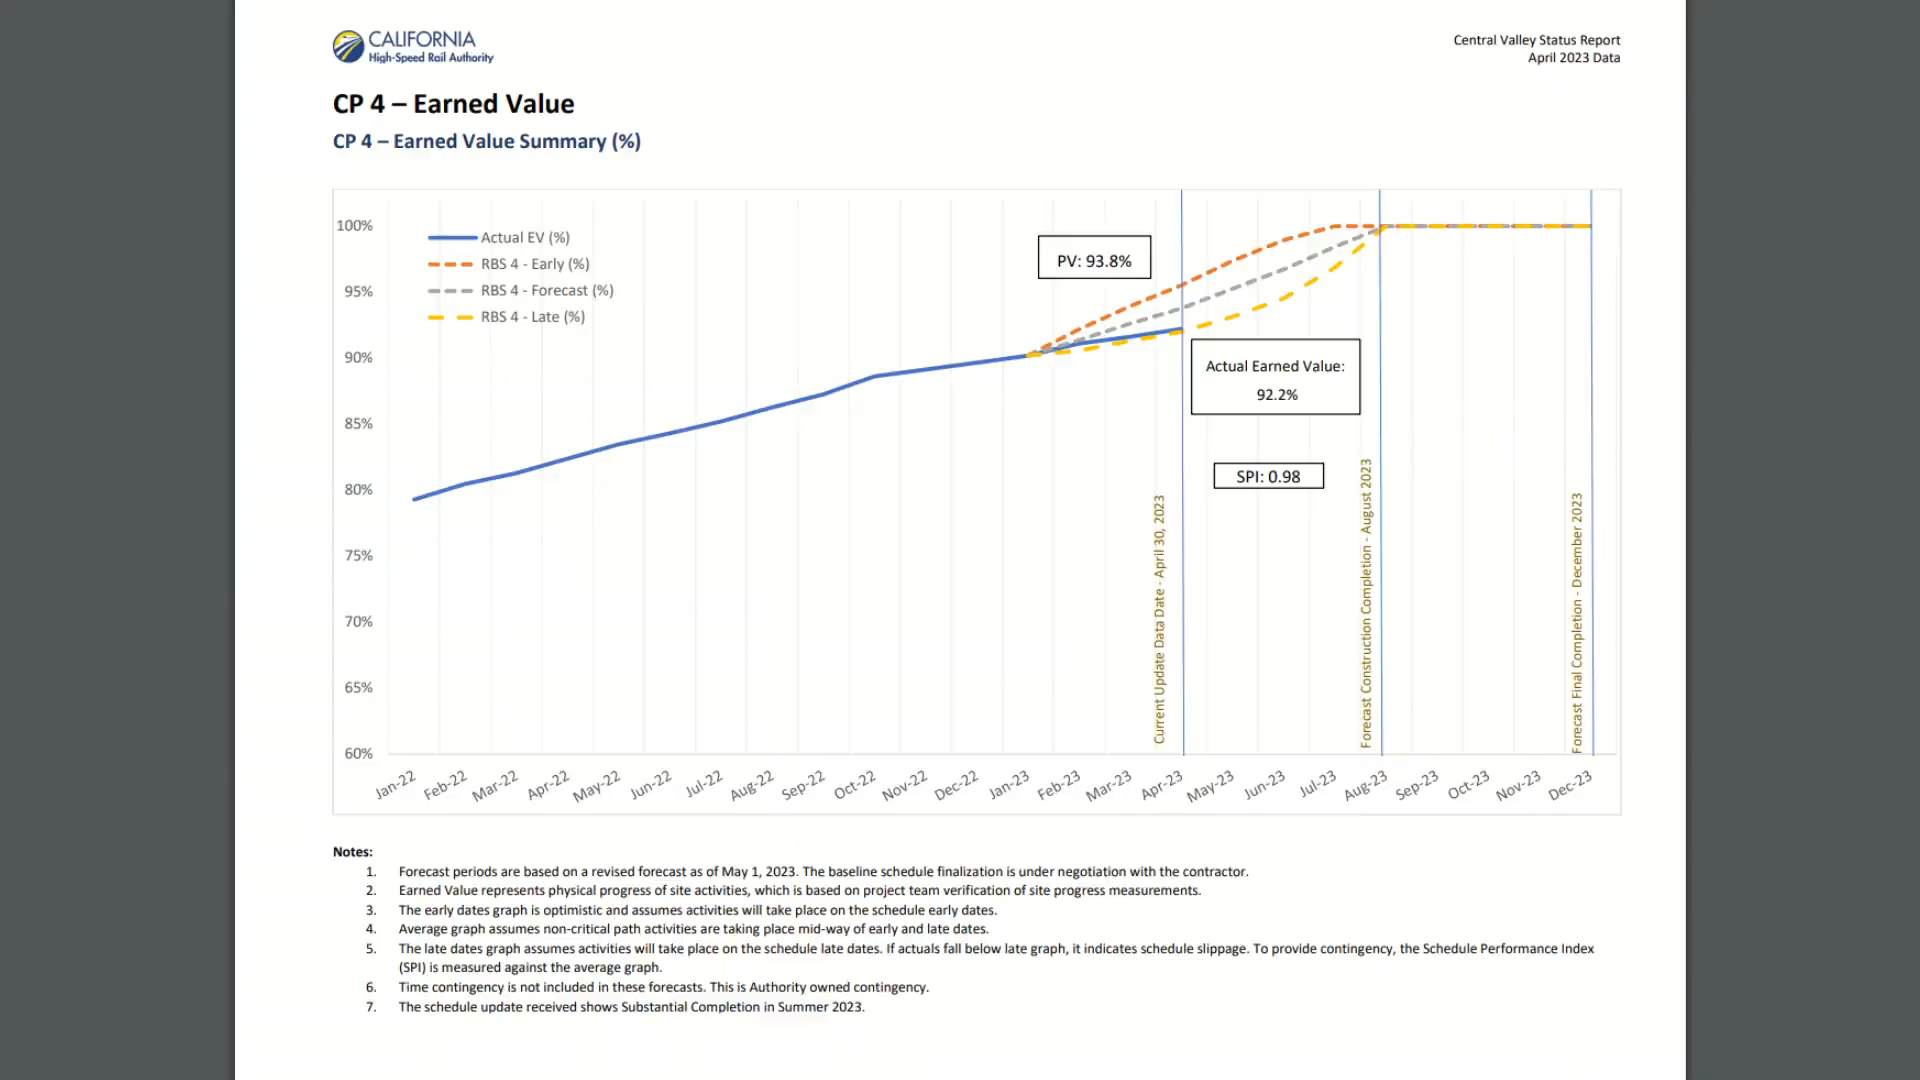 CALIFORNIA
High-Speed Rail Authority
Central Valley Status Report
April 2023 Data
CP 4 – Earned Value
CP 4 – Earned Value Summary (%)
100%
95%
90%
85%
80%
75%
70%
65%
60%
Actual EV (%)
RBS 4 - Early (%)
RBS 4 - Forecast (%)
RBS 4 - Late (%)
PV: 93.8%
Actual Earned Value:
92.2%
SPI: 0.98
Current Update Data Date - April 30, 2023
Forecast Construction Completion - August 2023
Forecast Final Completion - December 2023
Jan-22
Feb-22
Mar-22
Apr-22
May-22
Jun-22
Jul-22
Aug-22
Sep-22
Oct-22
Nov-22
Dec-22
Jan-23
Feb-23
Mar-23
Apr-23
May-23
Jun-23
Jul-23
Aug-23
Sep-23
Oct-23
Nov-23
Dec-23
Notes:
1. Forecast periods are based on a revised forecast as of May 1, 2023. The baseline schedule finalization is under negotiation with the contractor.
2. Earned Value represents physical progress of site activities, which is based on project team verification of site progress measurements.
3. The early dates graph is optimistic and assumes activities will take place on the schedule early dates.
4. Average graph assumes non-critical path activities are taking place mid-way of early and late dates.
5. The late dates graph assumes activities will take place on the schedule late dates. If actuals fall below late graph, it indicates schedule slippage. To provide contingency, the Schedule Performance Index
(SPI) is measured against the average graph.
6. Time contingency is not included in these forecasts. This is Authority owned contingency.
7. The schedule update received shows Substantial Completion in Summer 2023.